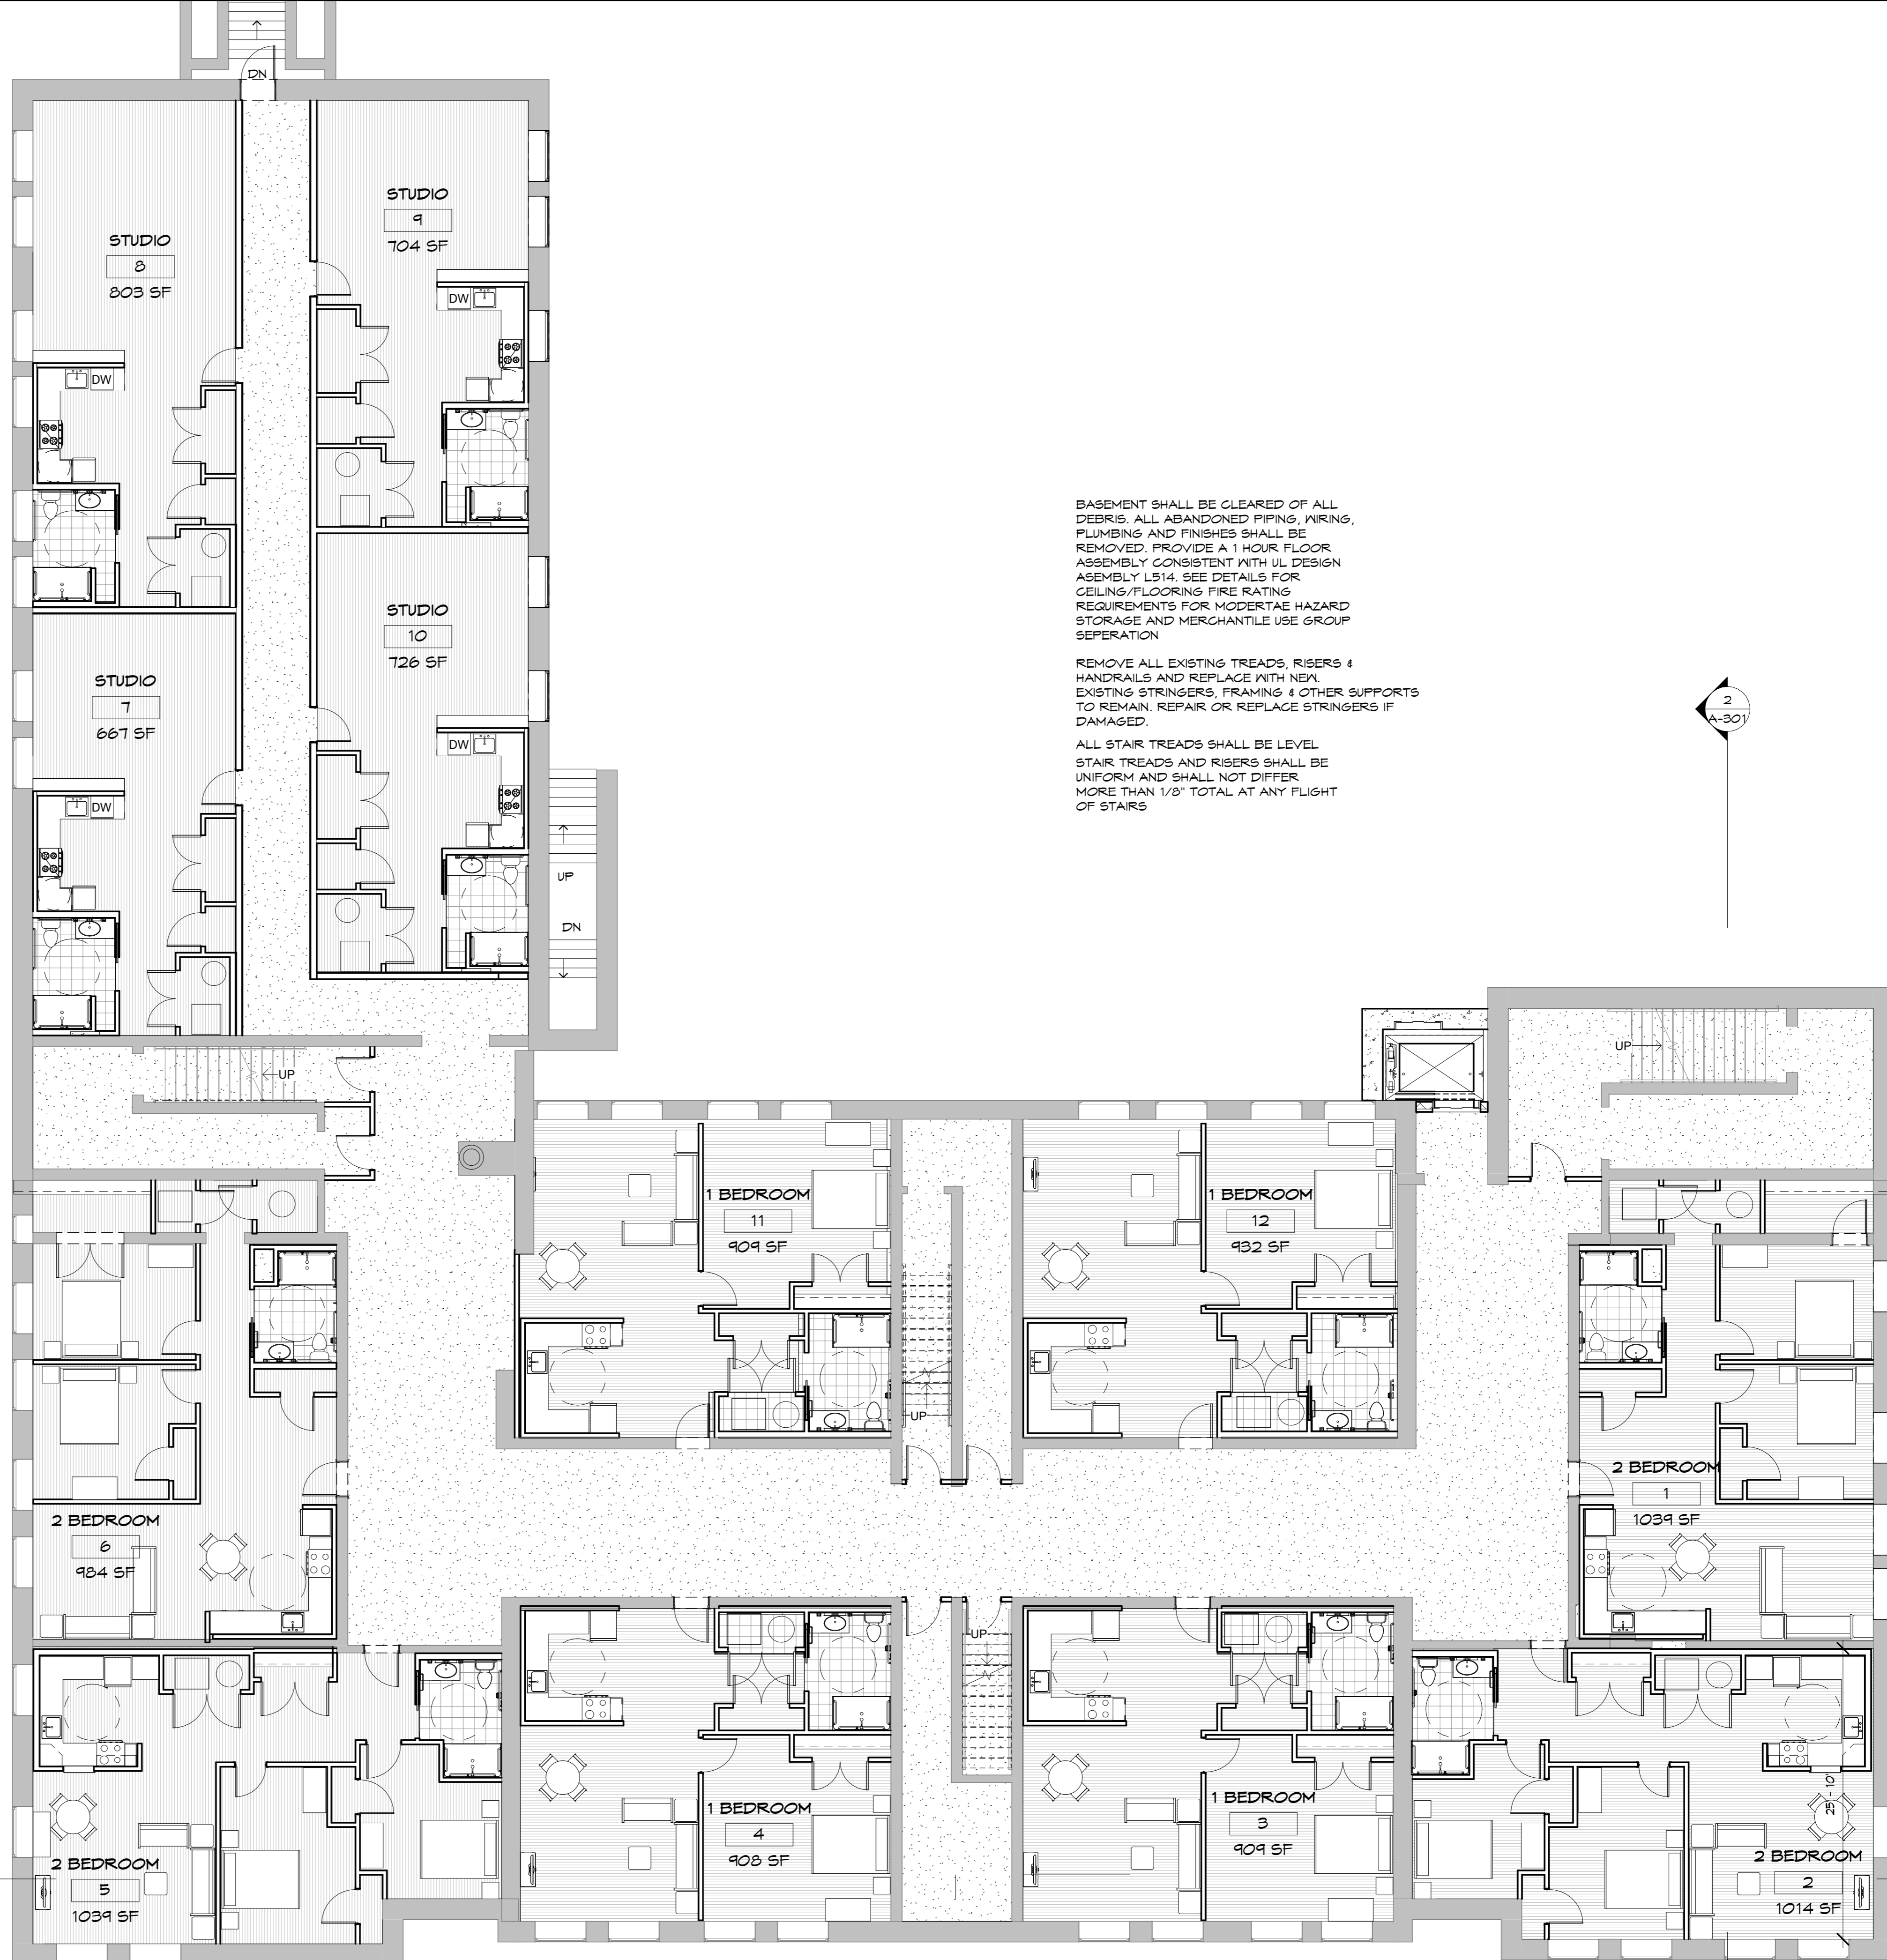 DN
STUDIO
9
704 SF
STUDIO
8
803 SF
DW
DW
STUDIO
10
726 SF
STUDIO
7
667 SF
DW
DW
UP
DN
BASEMENT SHALL BE CLEARED OF ALL
DEBRIS. ALL ABANDONED PIPING, WIRING,
PLUMBING AND FINISHES SHALL BE
REMOVED. PROVIDE A 1 HOUR FLOOR
ASSEMBLY CONSISTENT WITH UL DESIGN
ASEMBLY L514. SEE DETAILS FOR
CEILING/FLOORING FIRE RATING
REQUIREMENTS FOR MODERTAE HAZARD
STORAGE AND MERCHANTILE USE GROUP
SEPERATION
REMOVE ALL EXISTING TREADS, RISERS &
HANDRAILS AND REPLACE WITH NEW.
EXISTING STRINGERS, FRAMING & OTHER SUPPORTS
TO REMAIN. REPAIR OR REPLACE STRINGERS IF
DAMAGED.
ALL STAIR TREADS SHALL BE LEVEL
STAIR TREADS AND RISERS SHALL BE
UNIFORM AND SHALL NOT DIFFER
MORE THAN 1/8" TOTAL AT ANY FLIGHT
OF STAIRS
2
A-301
UP
UP
1 BEDROOM
11
909 SF
1 BEDROOM
12
932 SF
UP
2 BEDROOM
1
1039 SF
2 BEDROOM
6
984 SF
UP
1 BEDROOM
4
908 SF
1 BEDROOM
3
909 SF
25' - 10"
2 BEDROOM
5
1039 SF
2 BEDROOM
2
1014 SF